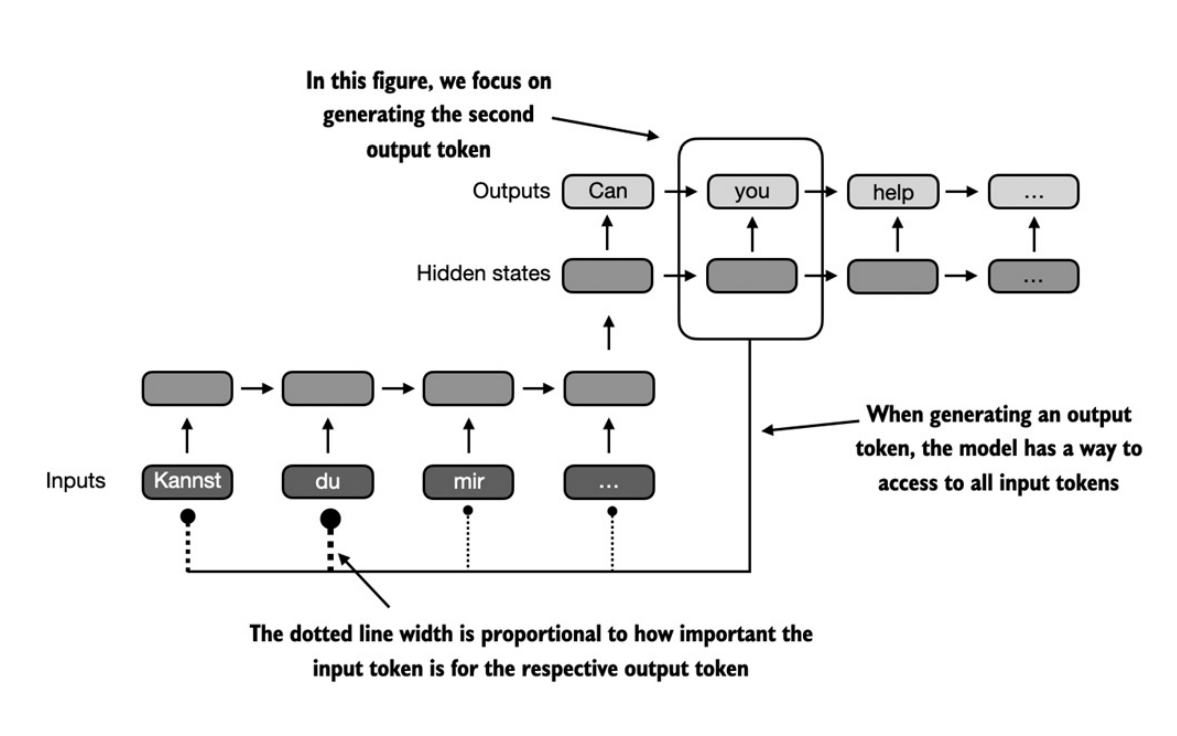 In this figure, we focus on
generating the second
output token
Outputs Can you help ...
Hidden states ...
Inputs Kannst du mir ...
When generating an output
token, the model has a way to
access to all input tokens
The dotted line width is proportional to how important the
input token is for the respective output token